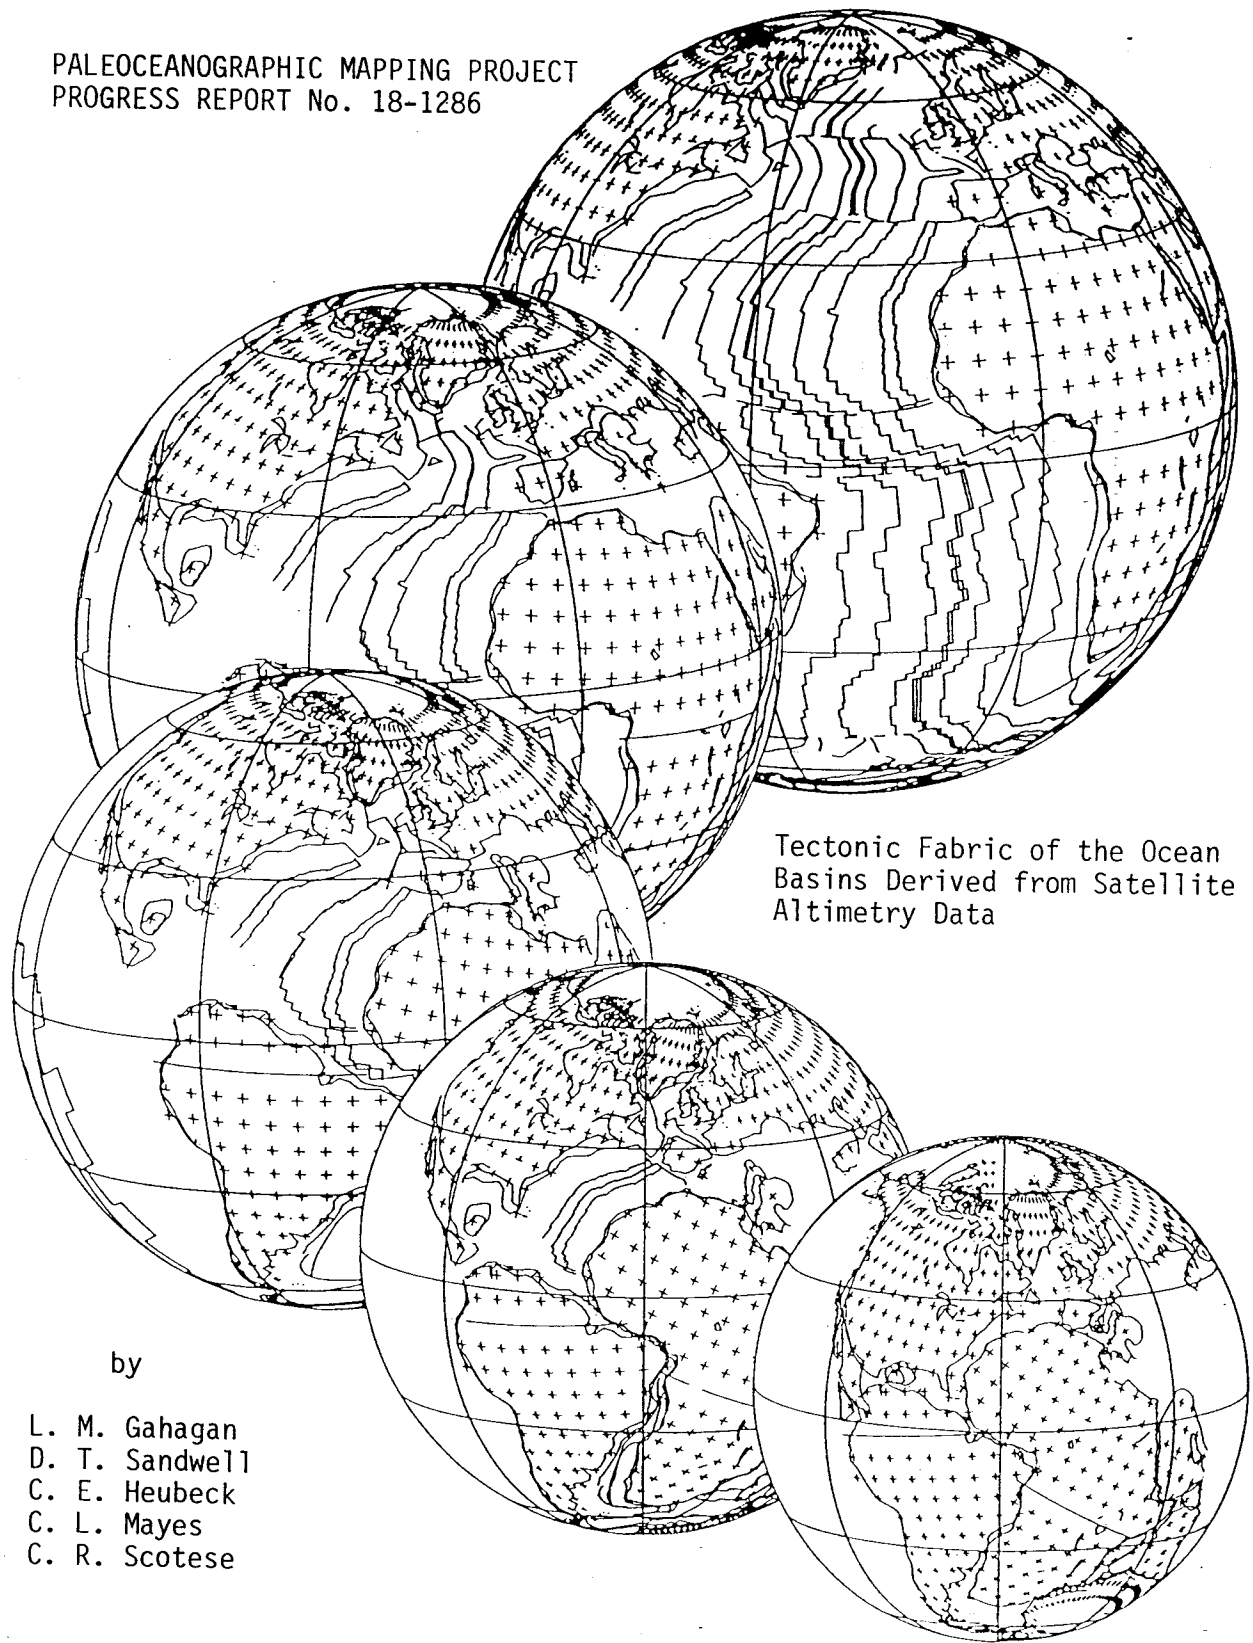 PALEOCEANOGRAPHIC MAPPING PROJECT
PROGRESS REPORT No. 18-1286
Tectonic Fabric of the Ocean
Basins Derived from Satellite
Altimetry Data
by
L. M. Gahagan
D. T. Sandwell
C. E. Heubeck
C. L. Mayes
C. R. Scotese